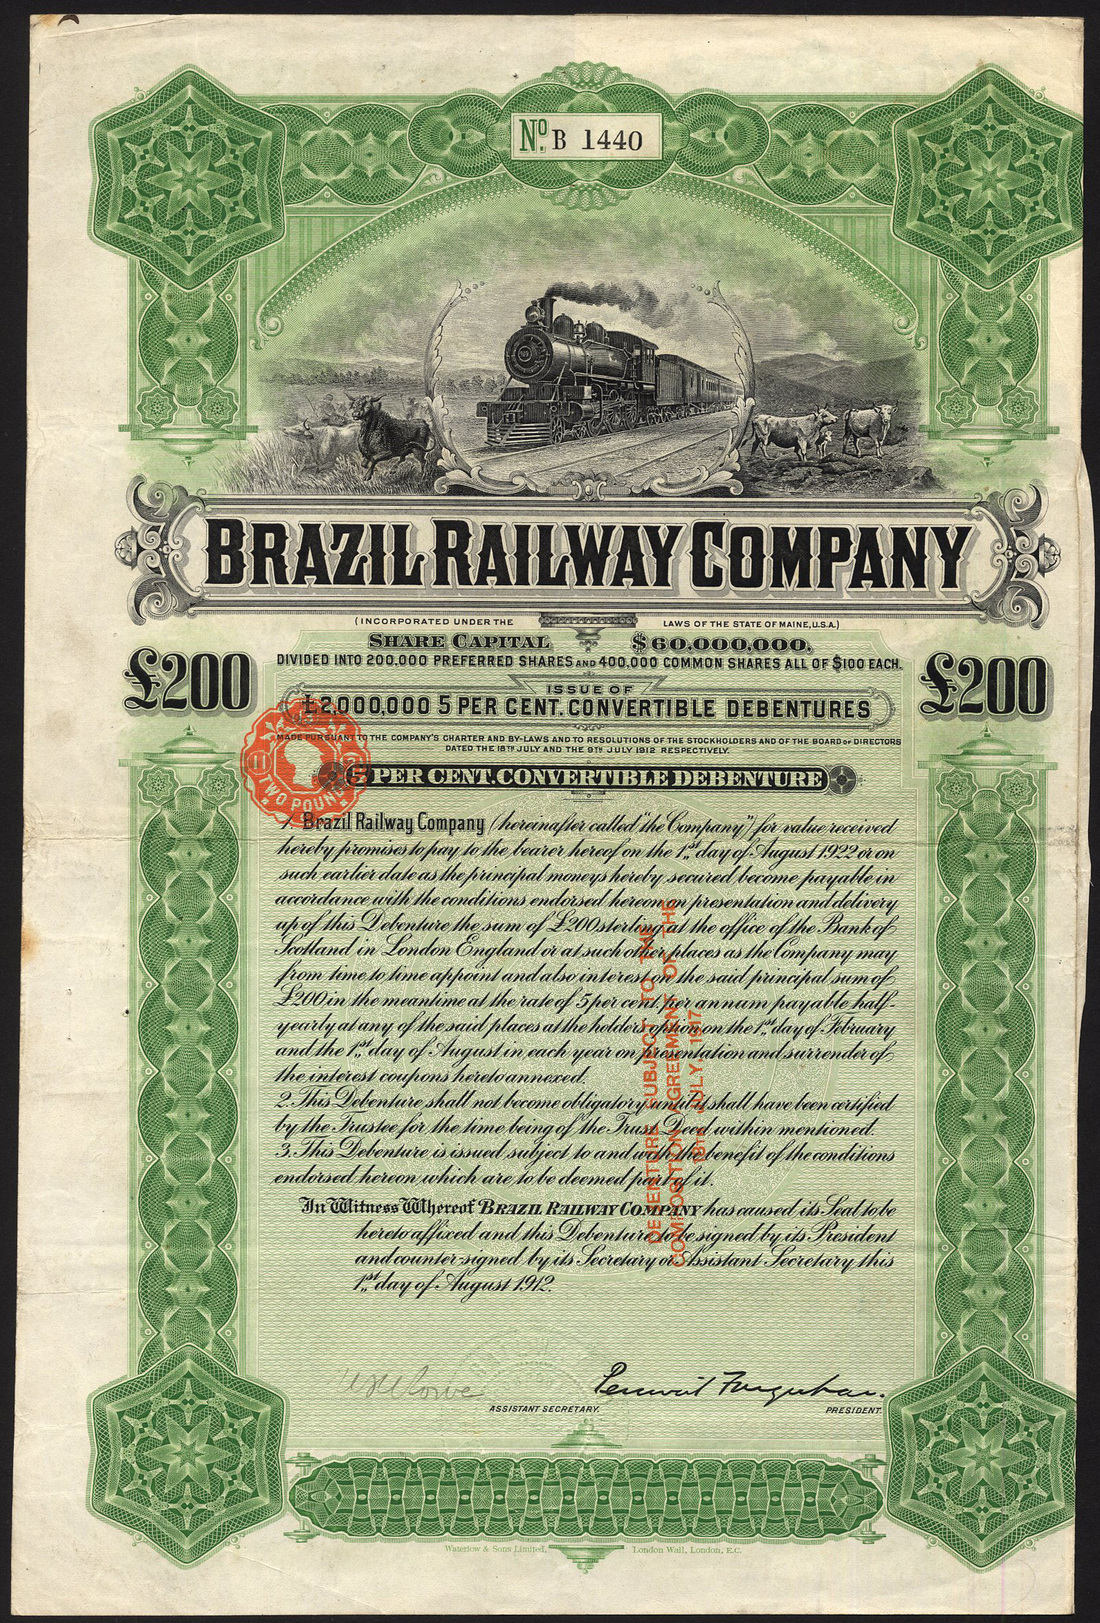 No. B 1440
BRAZIL RAILWAY COMPANY
(INCORPORATED UNDER THE LAWS OF THE STATE OF MAINE, U.S.A.)
SHARE CAPITAL $60,000,000.
DIVIDED INTO 200,000 PREFERRED SHARES AND 400,000 COMMON SHARES ALL OF $100 EACH.
£200 £200
ISSUE OF
£2,000,000 5 PER CENT. CONVERTIBLE DEBENTURES
MADE PURSUANT TO THE COMPANY'S CHARTER AND BY-LAWS AND TO RESOLUTIONS OF THE STOCKHOLDERS AND OF THE BOARD OF DIRECTORS
DATED THE 18TH JULY AND THE 9TH JULY 1912 RESPECTIVELY.
TWO POUND
5 PER CENT. CONVERTIBLE DEBENTURE
1. Brazil Railway Company (hereinafter called "the Company") for value received
hereby promises to pay to the bearer hereof on the 1st day of August 1922 or on
such earlier date as the principal moneys hereby secured become payable in
accordance with the conditions endorsed hereon on presentation and delivery
up of this Debenture the sum of £200 sterling at the office of the Bank of
Scotland in London England or at such other places as the Company may
from time to time appoint and also interest on the said principal sum of
£200 in the meantime at the rate of 5 per cent. per annum payable half-
yearly at any of the said places at the holders option on the 1st day of February
and the 1st day of August in each year on presentation and surrender of
the interest coupons hereto annexed.
2. This Debenture shall not become obligatory until it shall have been certified
by the Trustee for the time being of the Trust Deed within mentioned.
3. This Debenture is issued subject to and with the benefit of the conditions
endorsed hereon which are to be deemed part of it.
In Witness Whereof BRAZIL RAILWAY COMPANY has caused its Seal to be
hereto affixed and this Debenture to be signed by its President
and counter-signed by its Secretary or Assistant Secretary this
1st day of August 1912.
DEBENTURE SUBJECT TO THE
COMPOSITION AGREEMENT OF THE
18TH JULY, 1917
Percival Farquhar.
ASSISTANT SECRETARY. PRESIDENT.
Waterlow & Sons Limited, London Wall, London, E.C.